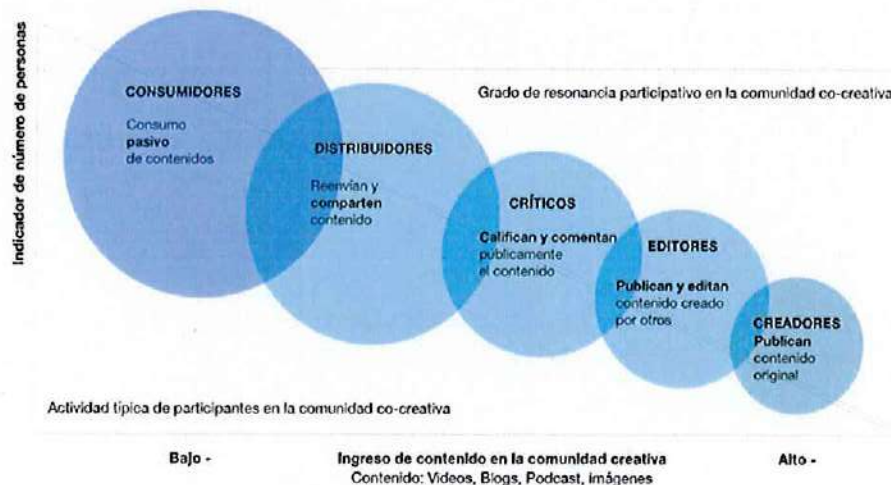 Indicador de número de personas
CONSUMIDORES
Consumo
pasivo
de contenidos
Grado de resonancia participativo en la comunidad co-creativa
DISTRIBUIDORES
Reenvían y
comparten
contenido
CRÍTICOS
Califican y comentan
publicamente
el contenido
EDITORES
Publican y editan
contenido creado
por otros
CREADORES
Publican
contenido
original
Actividad típica de participantes en la comunidad co-creativa
Bajo -
Ingreso de contenido en la comunidad creativa
Alto -
Contenido: Videos, Blogs, Podcast, imágenes